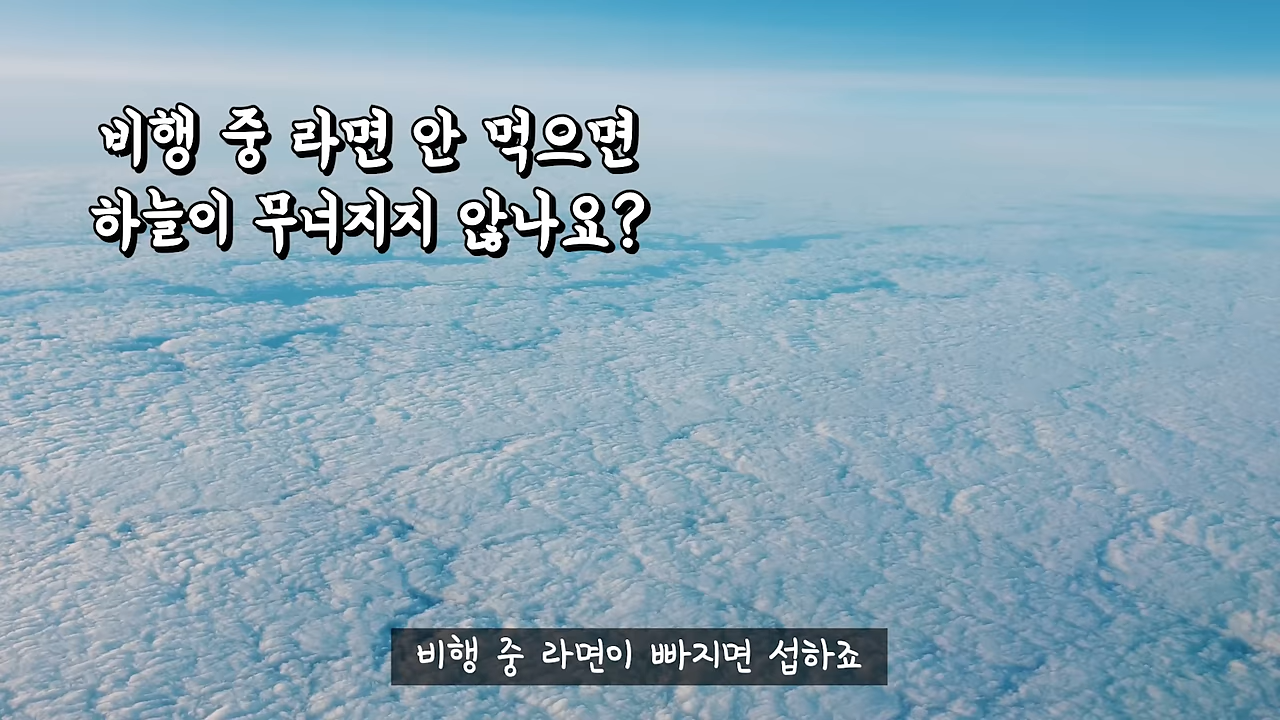 비행 중 라면 안 먹으면
하늘이 무너지지 않나요?
비행 중 라면이 빠지면 섭하죠